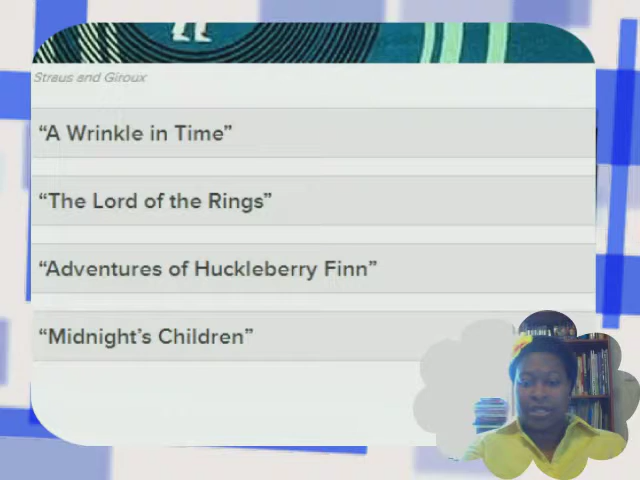 Straus and Giroux
“A Wrinkle in Time”
“The Lord of the Rings”
“Adventures of Huckleberry Finn”
“Midnight’s Children”